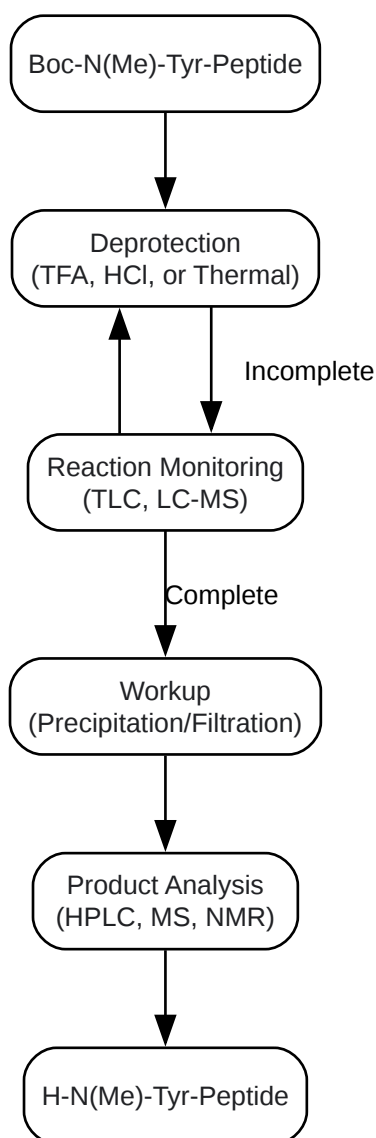 Boc-N(Me)-Tyr-Peptide
Deprotection
(TFA, HCl, or Thermal)
Incomplete
Reaction Monitoring
(TLC, LC-MS)
Complete
Workup
(Precipitation/Filtration)
Product Analysis
(HPLC, MS, NMR)
H-N(Me)-Tyr-Peptide